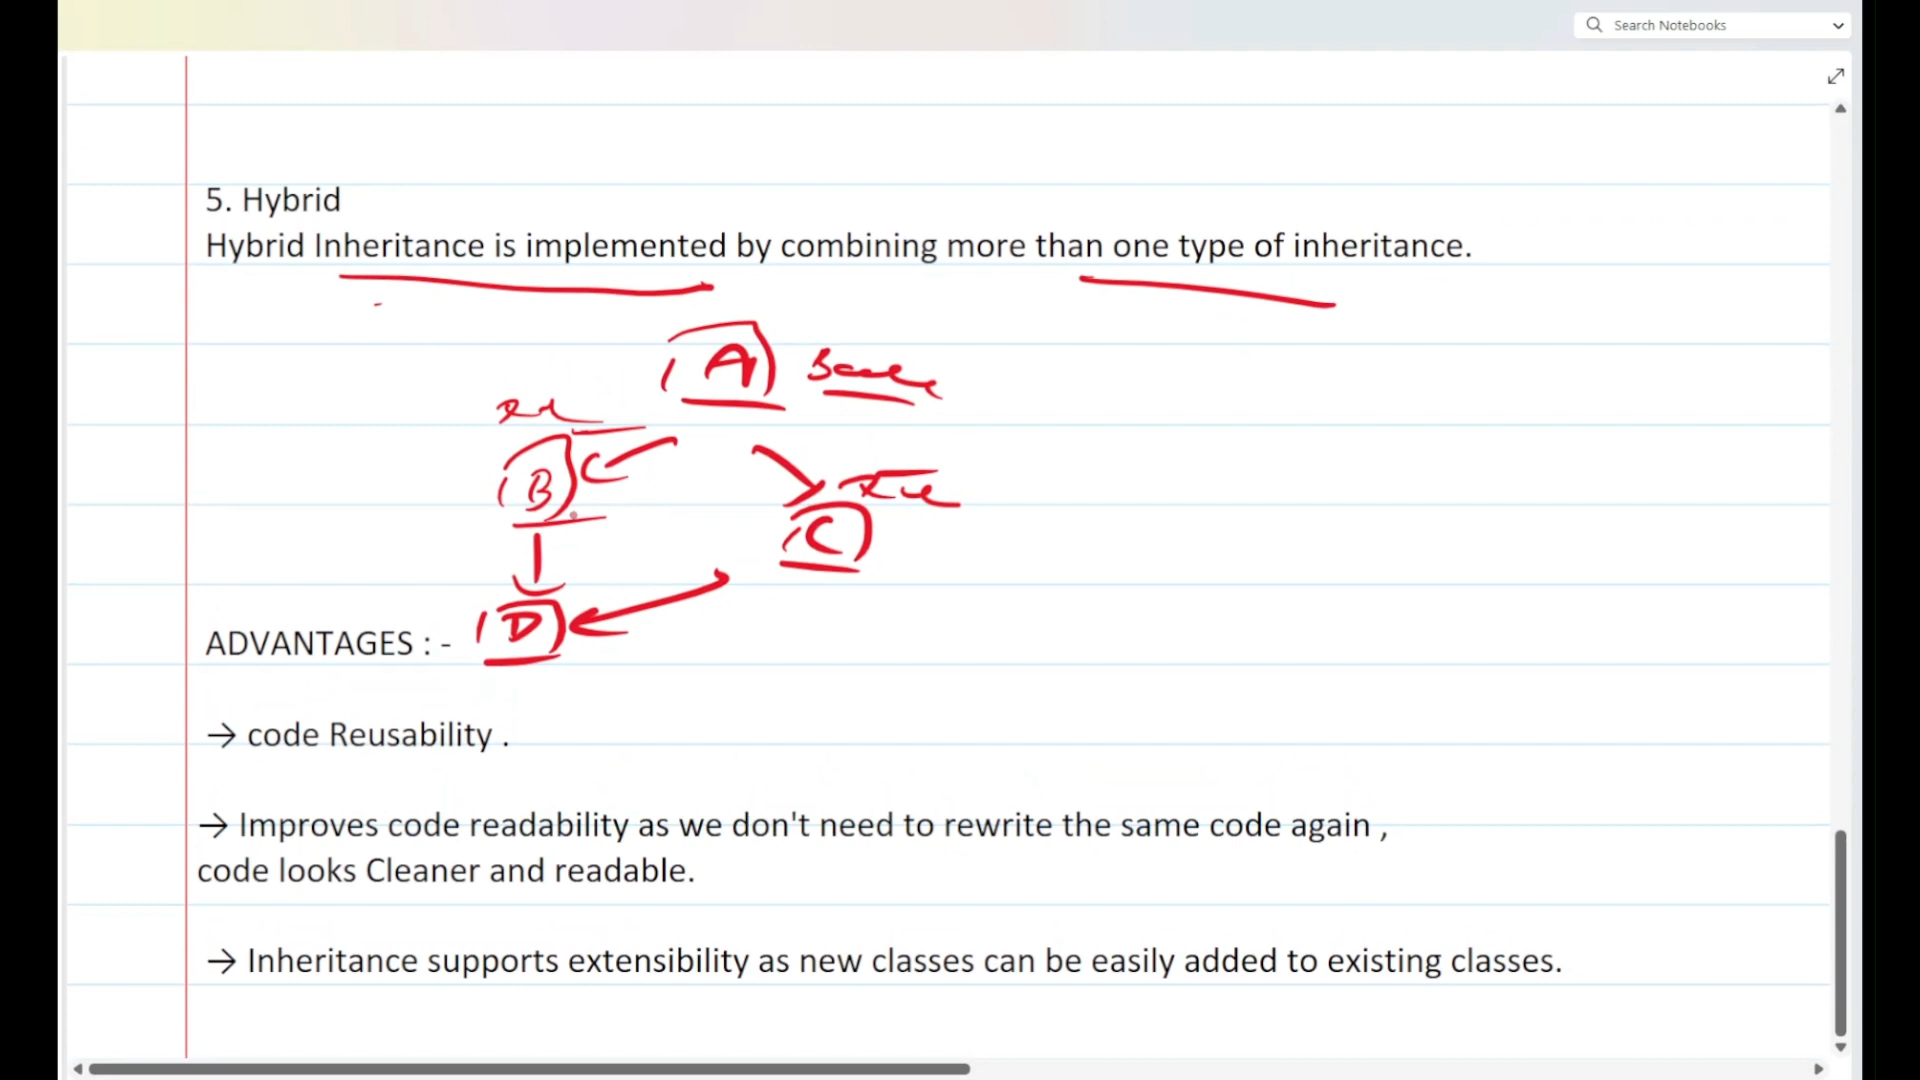 Search Notebooks
5. Hybrid
Hybrid Inheritance is implemented by combining more than one type of inheritance.
A
B
C
D
ADVANTAGES : -
→ code Reusability .
→ Improves code readability as we don't need to rewrite the same code again ,
code looks Cleaner and readable.
→ Inheritance supports extensibility as new classes can be easily added to existing classes.